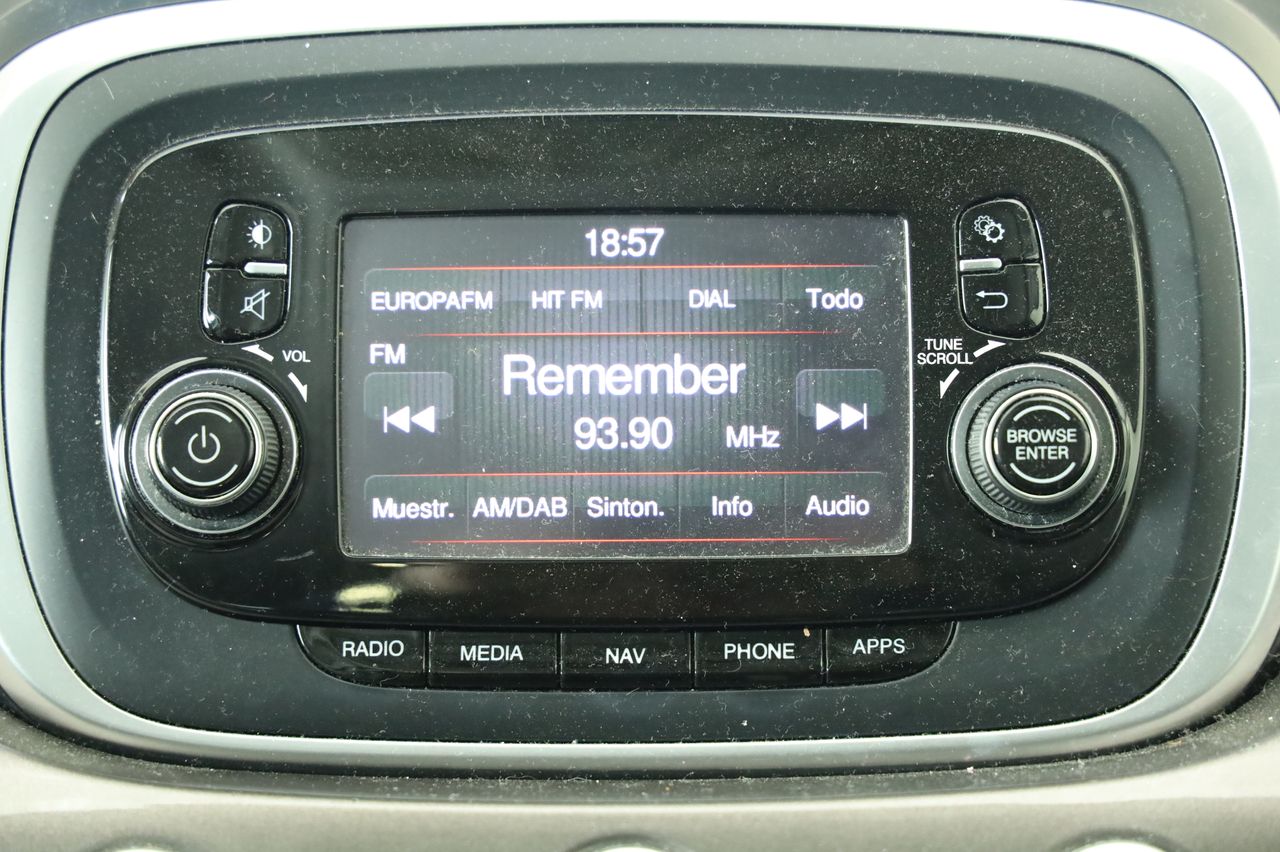 18:57
EUROPAFM HIT FM DIAL Todo
FM
Remember
93.90 MHz
Muestr. AM/DAB Sinton. Info Audio
VOL
TUNE
SCROLL
BROWSE
ENTER
RADIO MEDIA NAV PHONE APPS